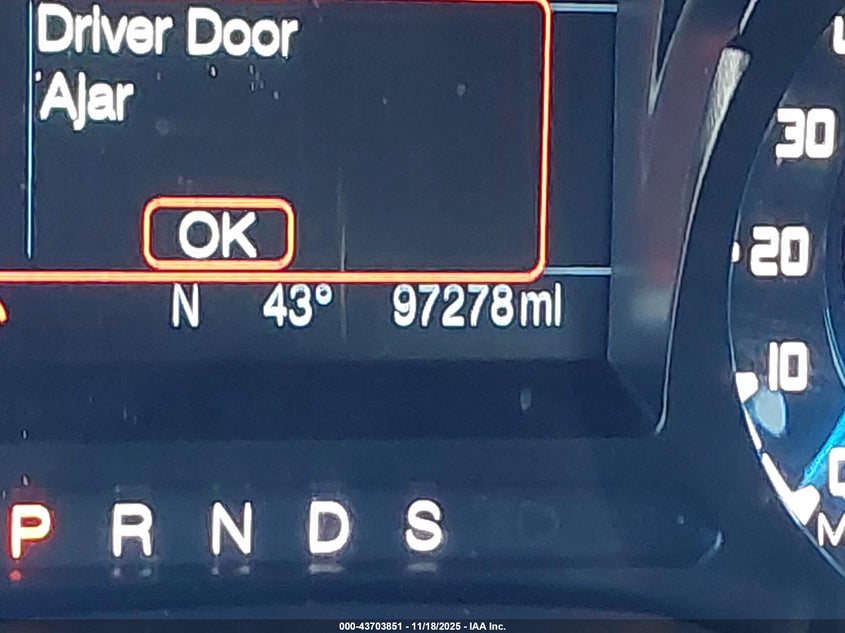 Driver Door
Ajar
OK
N 43° 97278mi
30
20
10
P R N D S
000-43703851 - 11/18/2025 - IAA Inc.